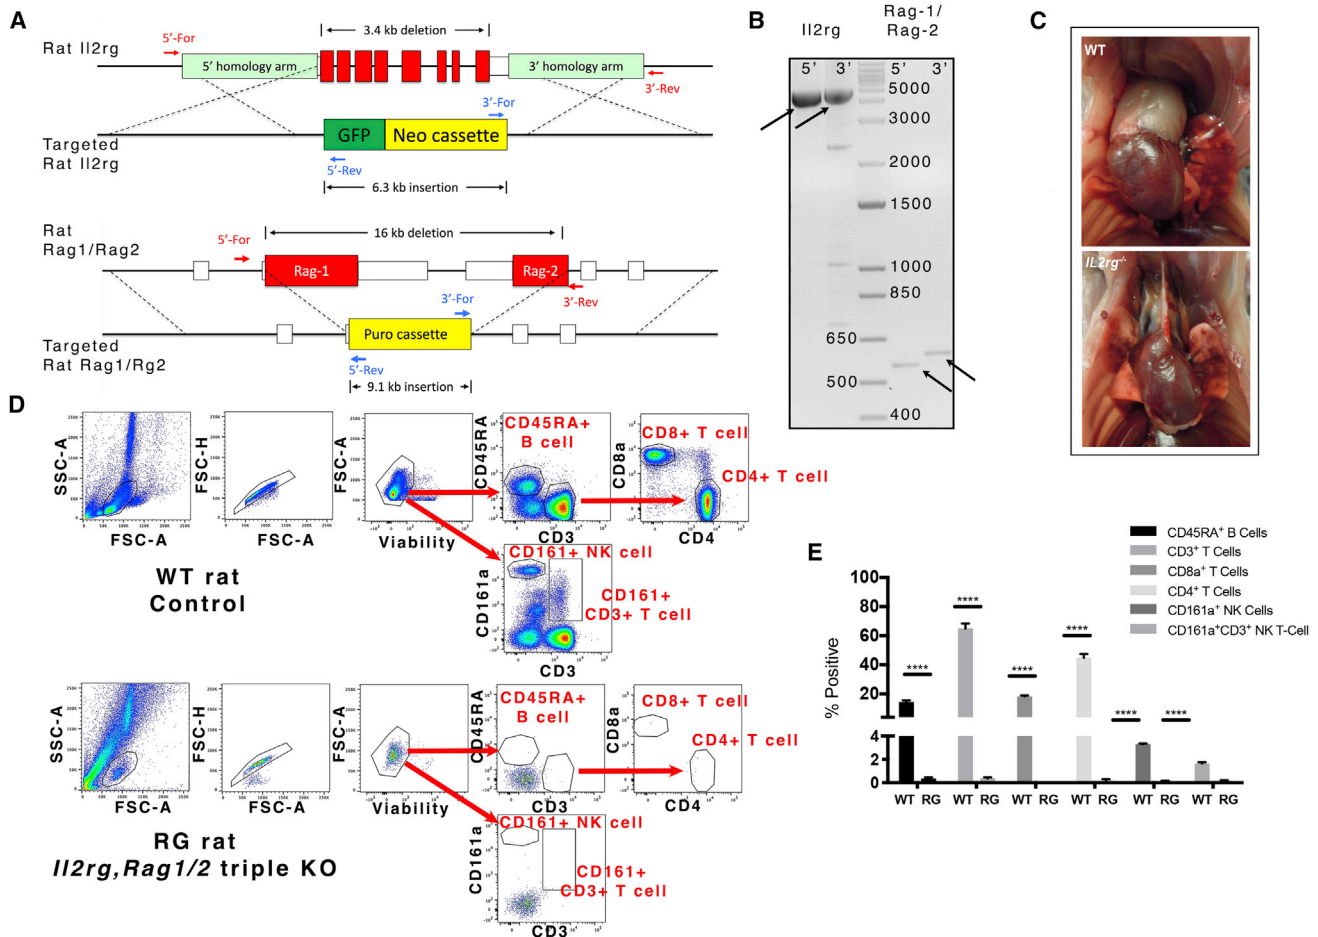 A
Rat Il2rg
5'-For
3.4 kb deletion
5' homology arm
3' homology arm
3'-Rev
3'-For
GFP
Neo cassette
Targeted
Rat Il2rg
5'-Rev
6.3 kb insertion
Rat
Rag1/Rag2
5'-For
16 kb deletion
Rag-1
Rag-2
3'-For
3'-Rev
Puro cassette
Targeted
Rat Rag1/Rg2
5'-Rev
9.1 kb insertion
B
Il2rg
Rag-1/
Rag-2
5' 3' 5' 3'
5000
3000
2000
1500
1000
850
650
500
400
C
WT
IL2rg-/-
D
SSC-A
FSC-A
FSC-H
FSC-A
FSC-A
Viability
CD45RA+
B cell
CD45RA
CD3
CD8+ T cell
CD4+ T cell
CD8a
CD4
CD161+ NK cell
CD161+
CD3+ T cell
CD161a
CD3
WT rat
Control
SSC-A
FSC-A
FSC-H
FSC-A
FSC-A
Viability
CD45RA+
B cell
CD45RA
CD3
CD8+ T cell
CD4+ T cell
CD8a
CD4
CD161+ NK cell
CD161+
CD3+ T cell
CD161a
CD3
RG rat
Il2rg,Rag1/2 triple KO
E
CD45RA+ B Cells
CD3+ T Cells
CD8a+ T Cells
CD4+ T Cells
CD161a+ NK Cells
CD161a+CD3+ NK T-Cell
% Positive
100
80
60
40
20
4
2
0
**** **** **** **** **** ****
WT RG WT RG WT RG WT RG WT RG WT RG